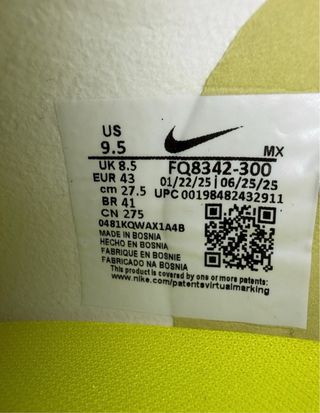 US
9.5
MX
UK 8.5
EUR 43
cm 27.5
BR 41
CN 275
FQ8342-300
01/22/25 | 06/25/25
UPC 00198482432911
0481KQWAX1A4B
MADE IN BOSNIA
HECHO EN BOSNIA
FABRIQUE EN BOSNIE
FABRICADO NA BOSNIA
This product is covered by one or more patents:
www.nike.com/patentsvirtualmarking